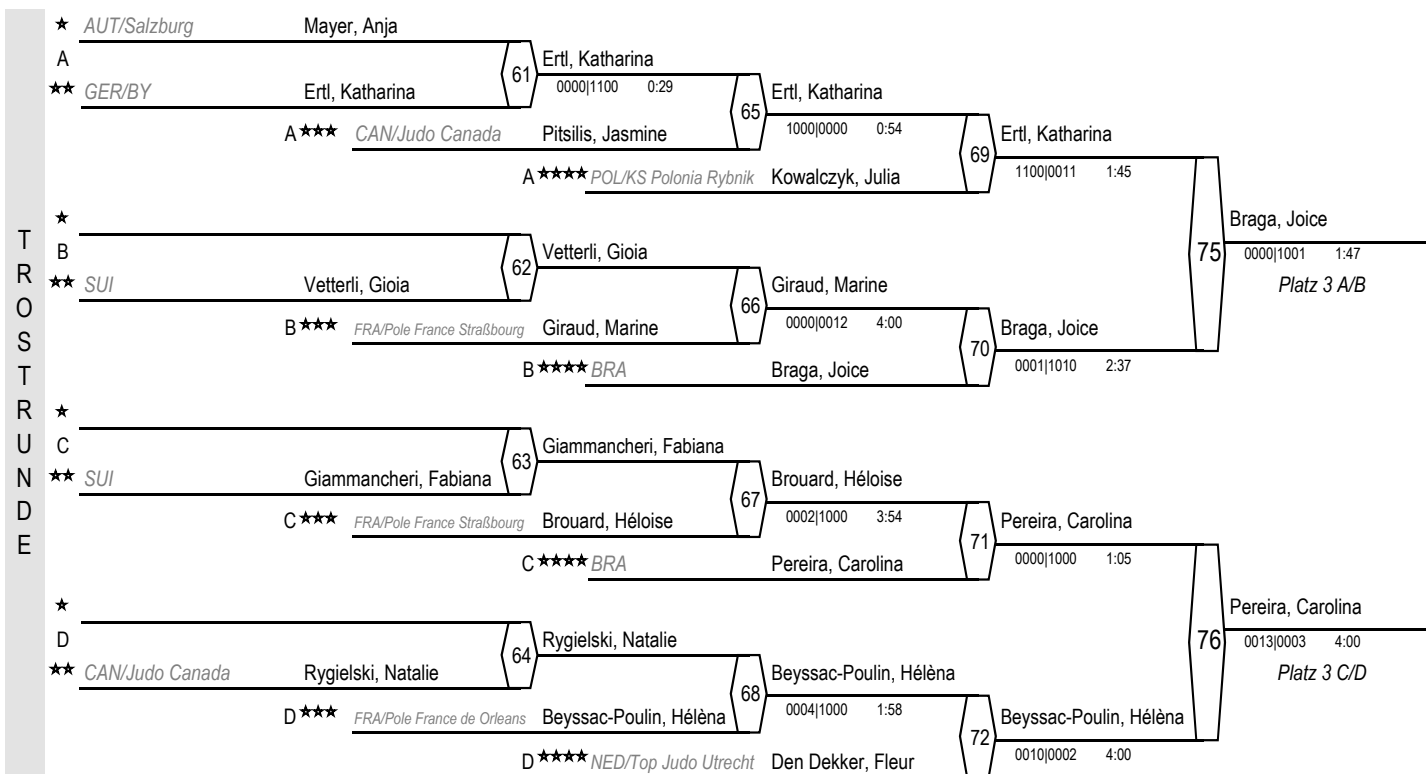 TROSTRUNDE
★ AUT/Salzburg Mayer, Anja
A
★★ GER/BY Ertl, Katharina
61
Ertl, Katharina
0000|1100 0:29
A ★★★ CAN/Judo Canada Pitsilis, Jasmine
65
Ertl, Katharina
1000|0000 0:54
A ★★★★ POL/KS Polonia Rybnik Kowalczyk, Julia
69
Ertl, Katharina
1100|0011 1:45
★
B
★★ SUI Vetterli, Gioia
62
Vetterli, Gioia
B ★★★ FRA/Pole France Straßbourg Giraud, Marine
66
Giraud, Marine
0000|0012 4:00
B ★★★★ BRA Braga, Joice
70
Braga, Joice
0001|1010 2:37
75
Braga, Joice
0000|1001 1:47
Platz 3 A/B
★
C
★★ SUI Giammancheri, Fabiana
63
Giammancheri, Fabiana
C ★★★ FRA/Pole France Straßbourg Brouard, Héloise
67
Brouard, Héloise
0002|1000 3:54
C ★★★★ BRA Pereira, Carolina
71
Pereira, Carolina
0000|1000 1:05
★
D
★★ CAN/Judo Canada Rygielski, Natalie
64
Rygielski, Natalie
D ★★★ FRA/Pole France de Orleans Beyssac-Poulin, Hélèna
68
Beyssac-Poulin, Hélèna
0004|1000 1:58
D ★★★★ NED/Top Judo Utrecht Den Dekker, Fleur
72
Beyssac-Poulin, Hélèna
0010|0002 4:00
76
Pereira, Carolina
0013|0003 4:00
Platz 3 C/D